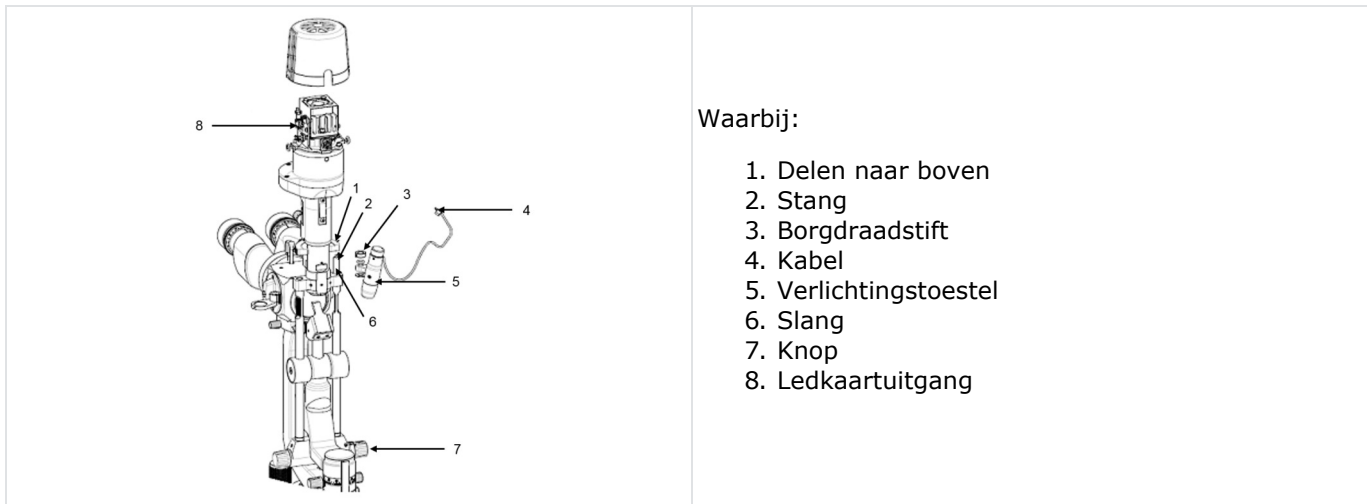 8
1
2
3
4
5
6
7
Waarbij:
1. Delen naar boven
2. Stang
3. Borgdraadstift
4. Kabel
5. Verlichtingstoestel
6. Slang
7. Knop
8. Ledkaartuitgang